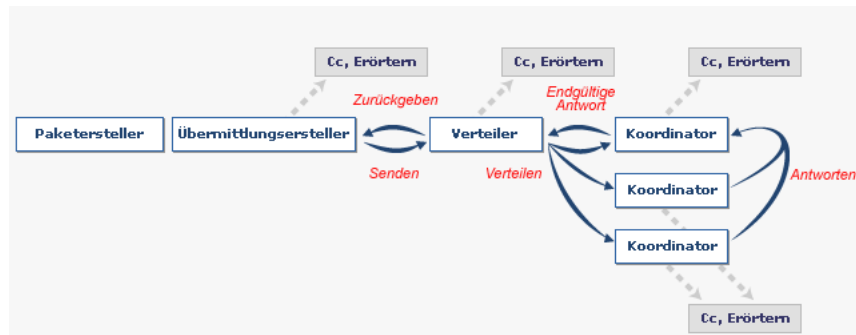 Cc, Erörtern
Cc, Erörtern
Cc, Erörtern
Zurückgeben
Endgültige
Antwort
Paketersteller
Übermittlungsersteller
Verteiler
Koordinator
Senden
Verteilen
Koordinator
Antworten
Koordinator
Cc, Erörtern